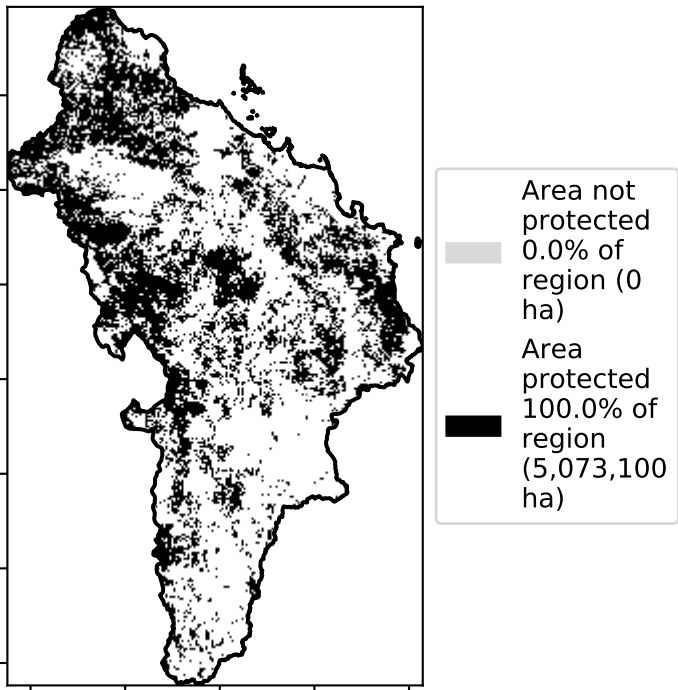 Area not
protected
0.0% of
region (0
ha)
Area
protected
100.0% of
region
(5,073,100
ha)